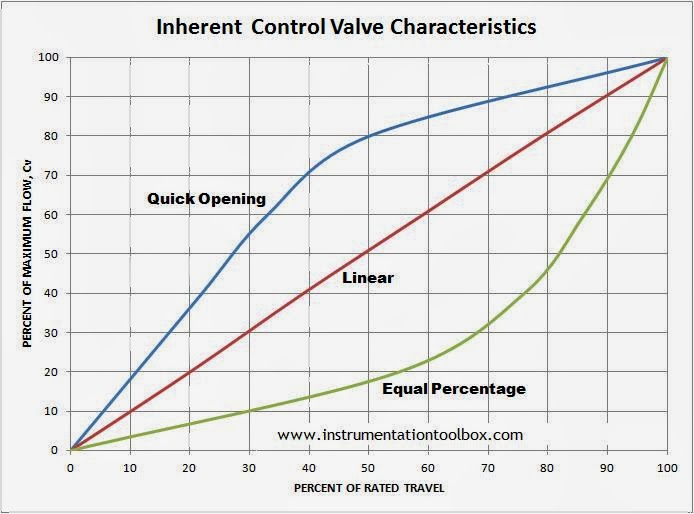 Inherent Control Valve Characteristics
PERCENT OF MAXIMUM FLOW, Cv
100
90
80
70
60
50
40
30
20
10
0
Quick Opening
Linear
Equal Percentage
www.instrumentationtoolbox.com
0 10 20 30 40 50 60 70 80 90 100
PERCENT OF RATED TRAVEL